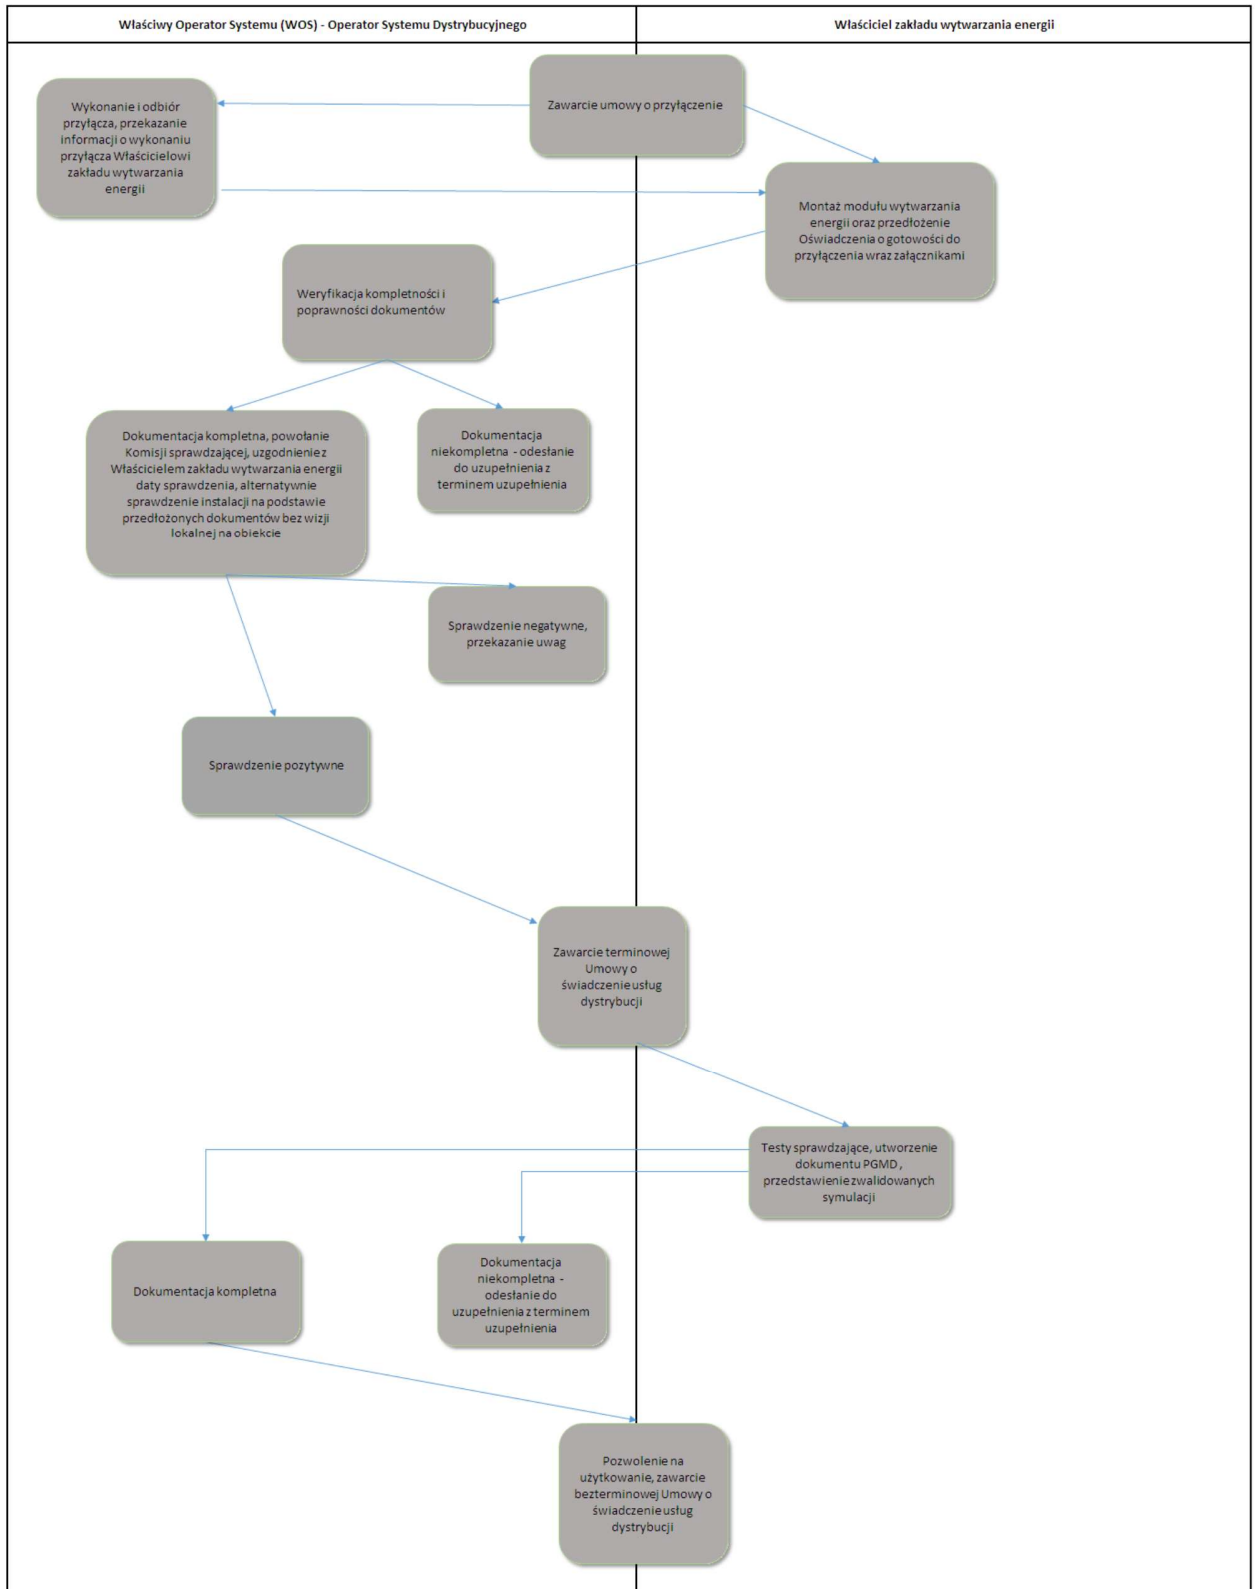 Właściwy Operator Systemu (WOS) - Operator Systemu Dystrybucyjnego
Właściciel zakładu wytwarzania energii
Zawarcie umowy o przyłączenie
Wykonanie i odbiór
przyłącza, przekazanie
informacji o wykonaniu
przyłącza Właścicielowi
zakładu wytwarzania
energii
Montaż modułu wytwarzania
energii oraz przedłożenie
Oświadczenia o gotowości do
przyłączenia wraz załącznikami
Weryfikacja kompletności i
poprawności dokumentów
Dokumentacja kompletna, powołanie
Komisji sprawdzającej, uzgodnienie z
Właścicielem zakładu wytwarzania energii
daty sprawdzenia, alternatywnie
sprawdzenie instalacji na podstawie
przedłożonych dokumentów bez wizji
lokalnej na obiekcie
Dokumentacja
niekompletna - odesłanie
do uzupełnienia z
terminem uzupełnienia
Sprawdzenie negatywne,
przekazanie uwag
Sprawdzenie pozytywne
Zawarcie terminowej
Umowy o
świadczenie usług
dystrybucji
Testy sprawdzające, utworzenie
dokumentu PGMD ,
przedstawienie zwalidowanych
symulacji
Dokumentacja kompletna
Dokumentacja
niekompletna -
odesłanie do
uzupełnienia z terminem
uzupełnienia
Pozwolenie na
użytkowanie, zawarcie
bezterminowej Umowy o
świadczenie usług
dystrybucji